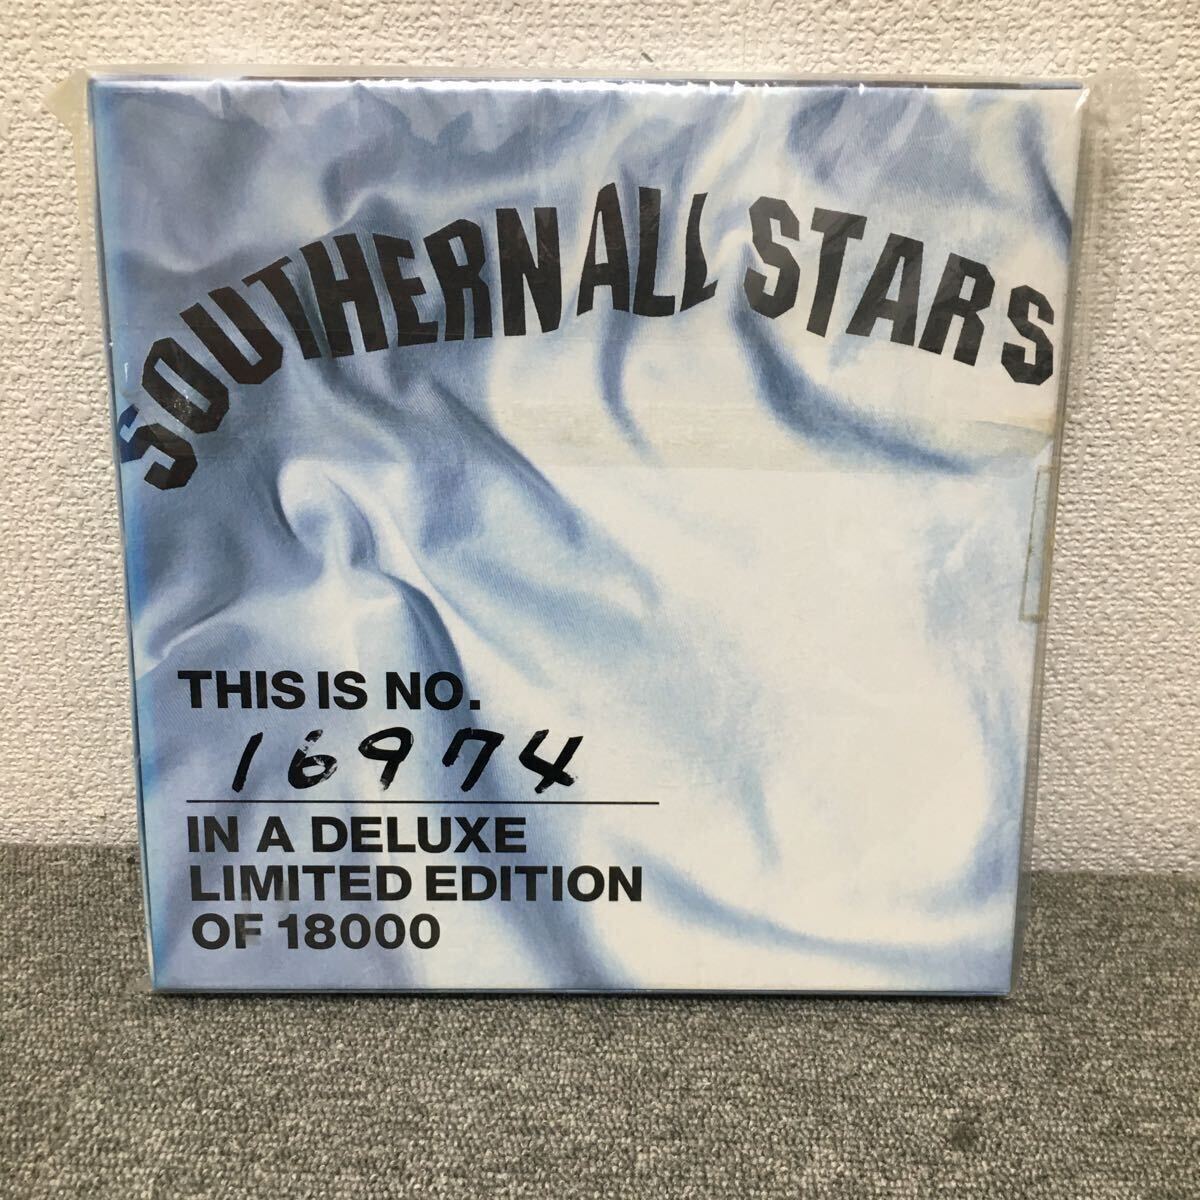 SOUTHERN ALL STARS
THIS IS NO.
16974
IN A DELUXE
LIMITED EDITION
OF 18000